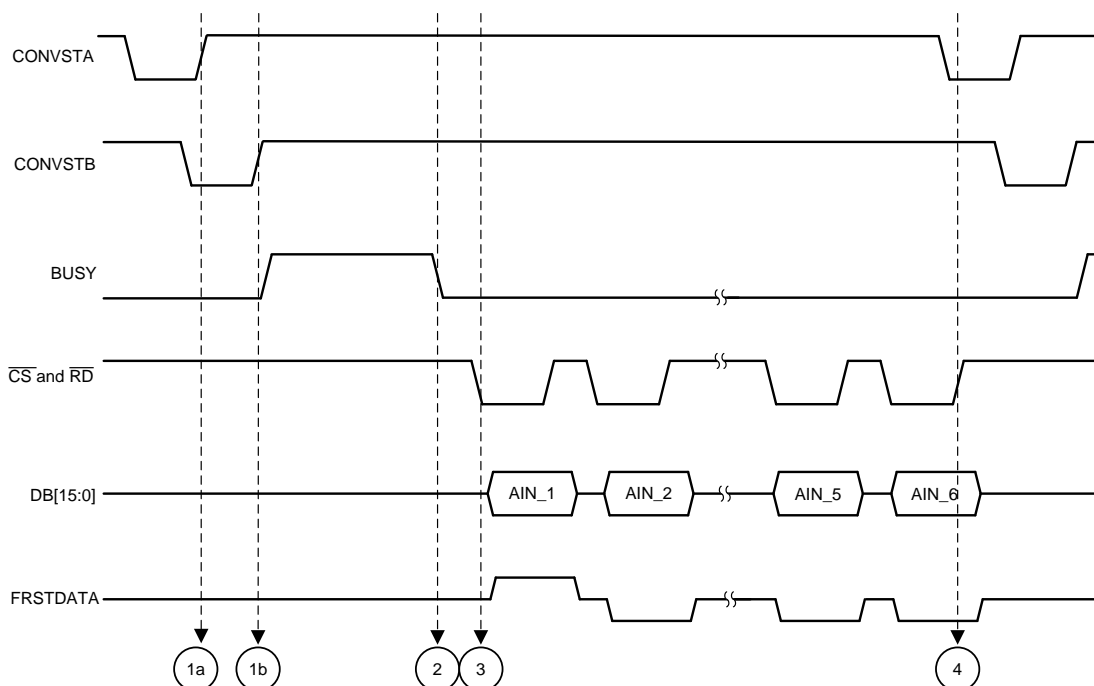 CONVSTA
CONVSTB
BUSY
CS and RD
DB[15:0]
AIN_1
AIN_2
AIN_5
AIN_6
FRSTDATA
1a
1b
2
3
4